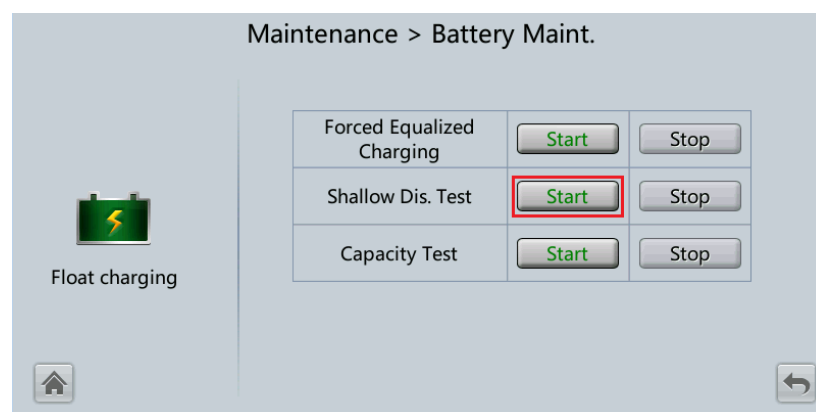 Maintenance > Battery Maint.
Forced Equalized
Charging
Start
Stop
Shallow Dis. Test
Start
Stop
Capacity Test
Start
Stop
Float charging